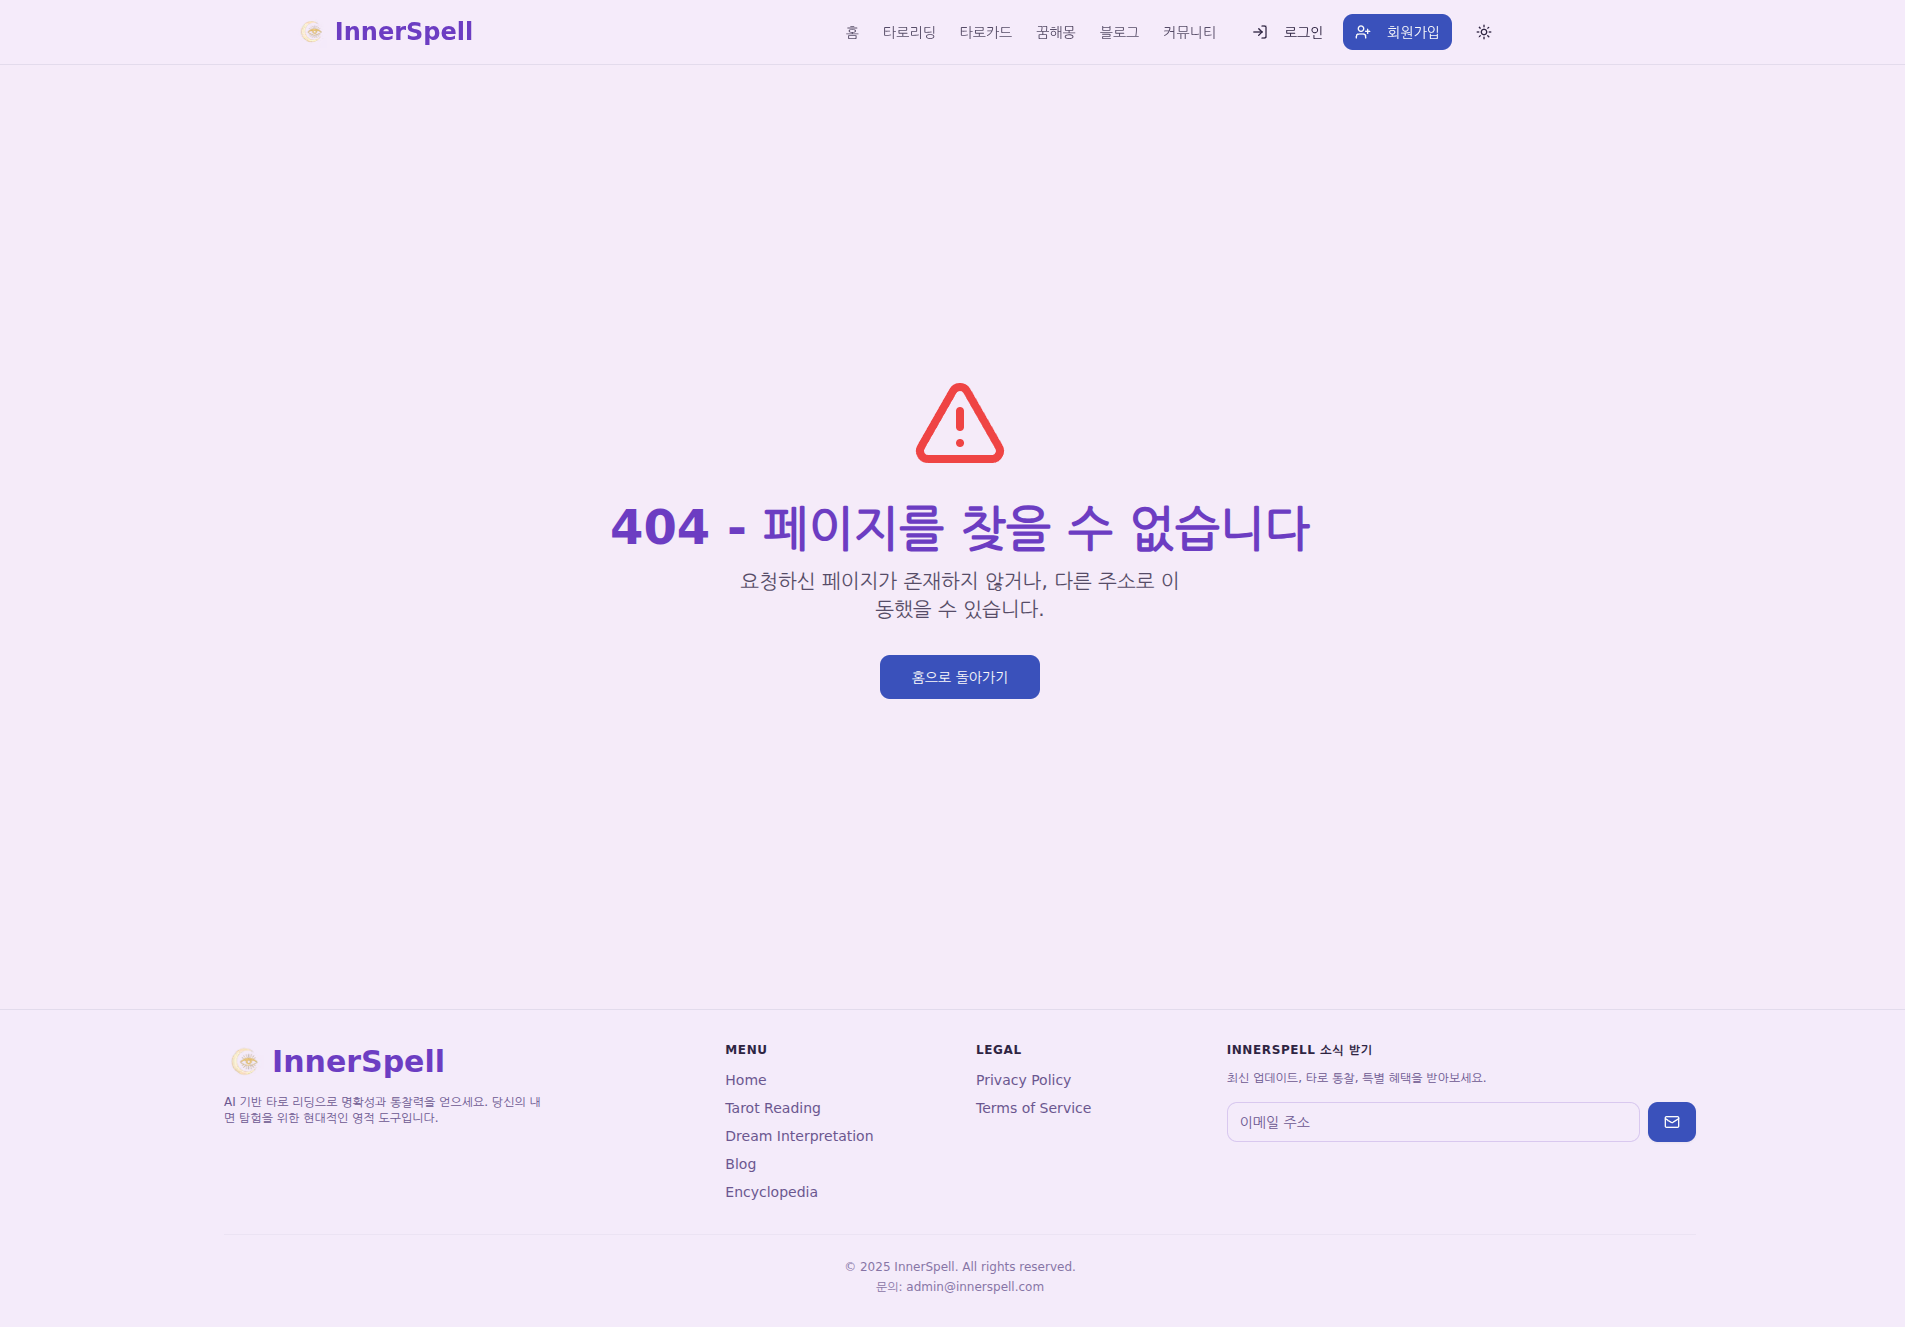 InnerSpell
홈 타로리딩 타로카드 꿈해몽 블로그 커뮤니티 로그인 회원가입
404 - 페이지를 찾을 수 없습니다
요청하신 페이지가 존재하지 않거나, 다른 주소로 이
동했을 수 있습니다.
홈으로 돌아가기
InnerSpell
AI 기반 타로 리딩으로 명확성과 통찰력을 얻으세요. 당신의 내
면 탐험을 위한 현대적인 영적 도구입니다.
MENU
Home
Tarot Reading
Dream Interpretation
Blog
Encyclopedia
LEGAL
Privacy Policy
Terms of Service
INNERSPELL 소식 받기
최신 업데이트, 타로 통찰, 특별 혜택을 받아보세요.
이메일 주소
© 2025 InnerSpell. All rights reserved.
문의: admin@innerspell.com